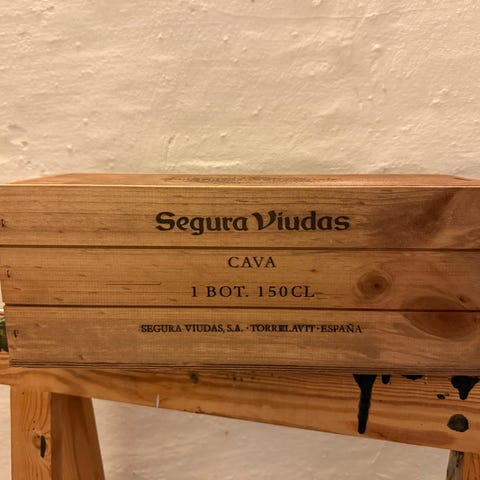 Segura Viudas
CAVA
1 BOT. 150CL
SEGURA VIUDAS, S.A. · TORRELAVIT · ESPAÑA